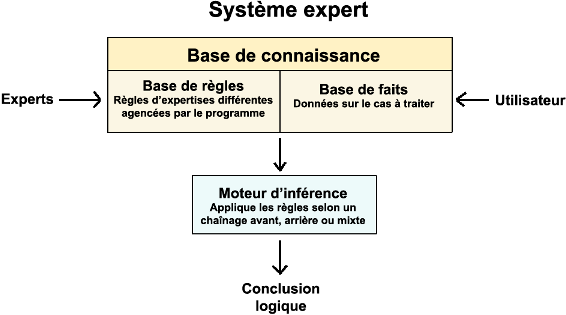 Système expert
Base de connaissance
Base de règles
Règles d'expertises différentes
agencées par le programme
Base de faits
Données sur le cas à traiter
Experts
Utilisateur
Moteur d'inférence
Applique les règles selon un
chaînage avant, arrière ou mixte
Conclusion
logique